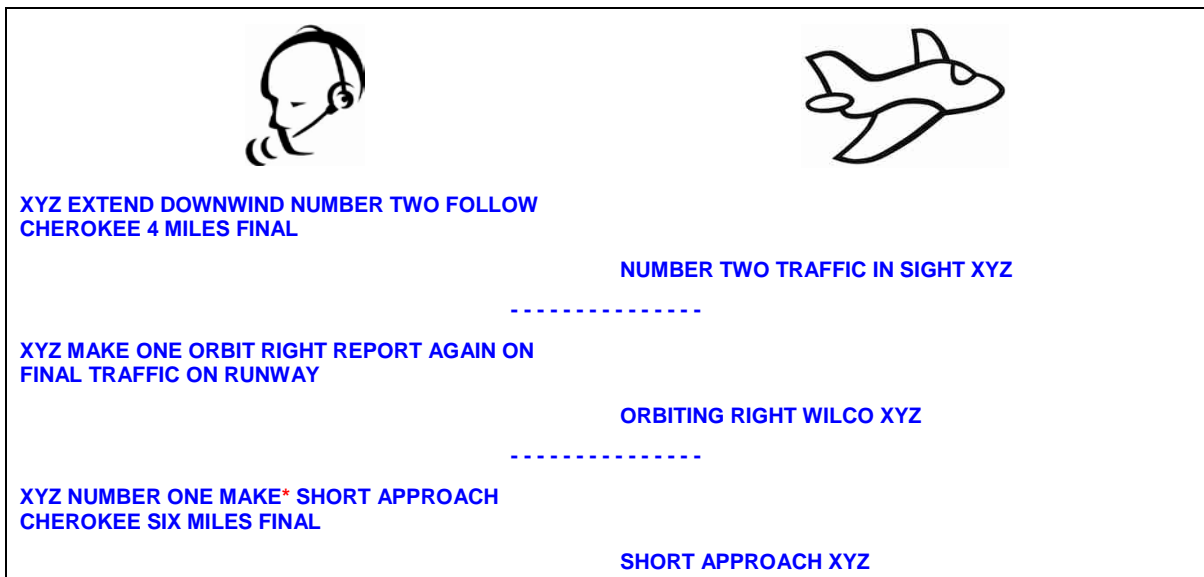 XYZ EXTEND DOWNWIND NUMBER TWO FOLLOW
CHEROKEE 4 MILES FINAL
NUMBER TWO TRAFFIC IN SIGHT XYZ
- - - - - - - - - - - - - - -
XYZ MAKE ONE ORBIT RIGHT REPORT AGAIN ON
FINAL TRAFFIC ON RUNWAY
ORBITING RIGHT WILCO XYZ
- - - - - - - - - - - - - - -
XYZ NUMBER ONE MAKE* SHORT APPROACH
CHEROKEE SIX MILES FINAL
SHORT APPROACH XYZ